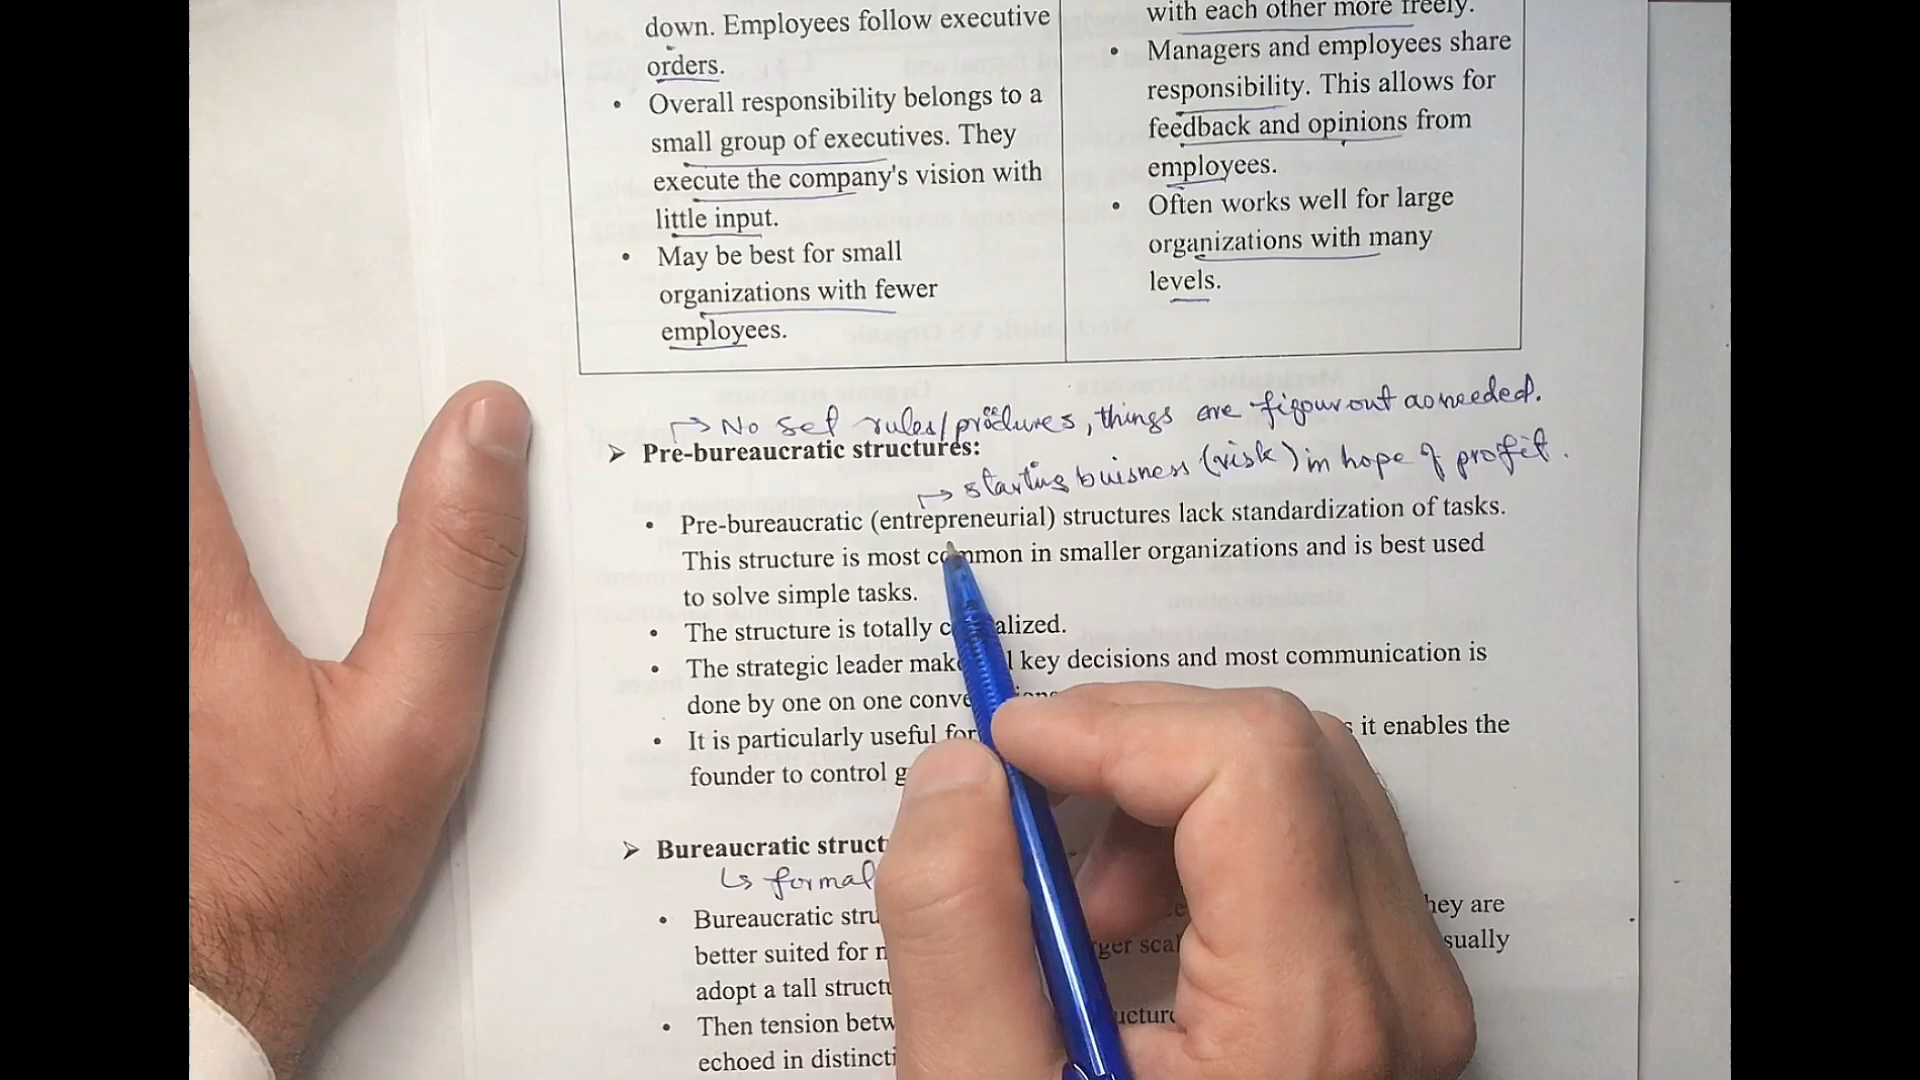 down. Employees follow executive
orders.
• Overall responsibility belongs to a
small group of executives. They
execute the company's vision with
little input.
• May be best for small
organizations with fewer
employees.
with each other more freely.
• Managers and employees share
responsibility. This allows for
feedback and opinions from
employees.
• Often works well for large
organizations with many
levels.
→ No set rules/procedures, things are figour out as needed.
➢ Pre-bureaucratic structures:
→ starting buisness (risk) in hope of profit.
• Pre-bureaucratic (entrepreneurial) structures lack standardization of tasks.
This structure is most common in smaller organizations and is best used
to solve simple tasks.
• The structure is totally alized.
• The strategic leader key decisions and most communication is
done by one on one
• It is particularly useful for it enables the
founder to control
➢ Bureaucratic struct
↳ formal
• Bureaucratic stru hey are
better suited for ger scal sually
adopt a tall struct
• Then tension betw ucture
echoed in distincti